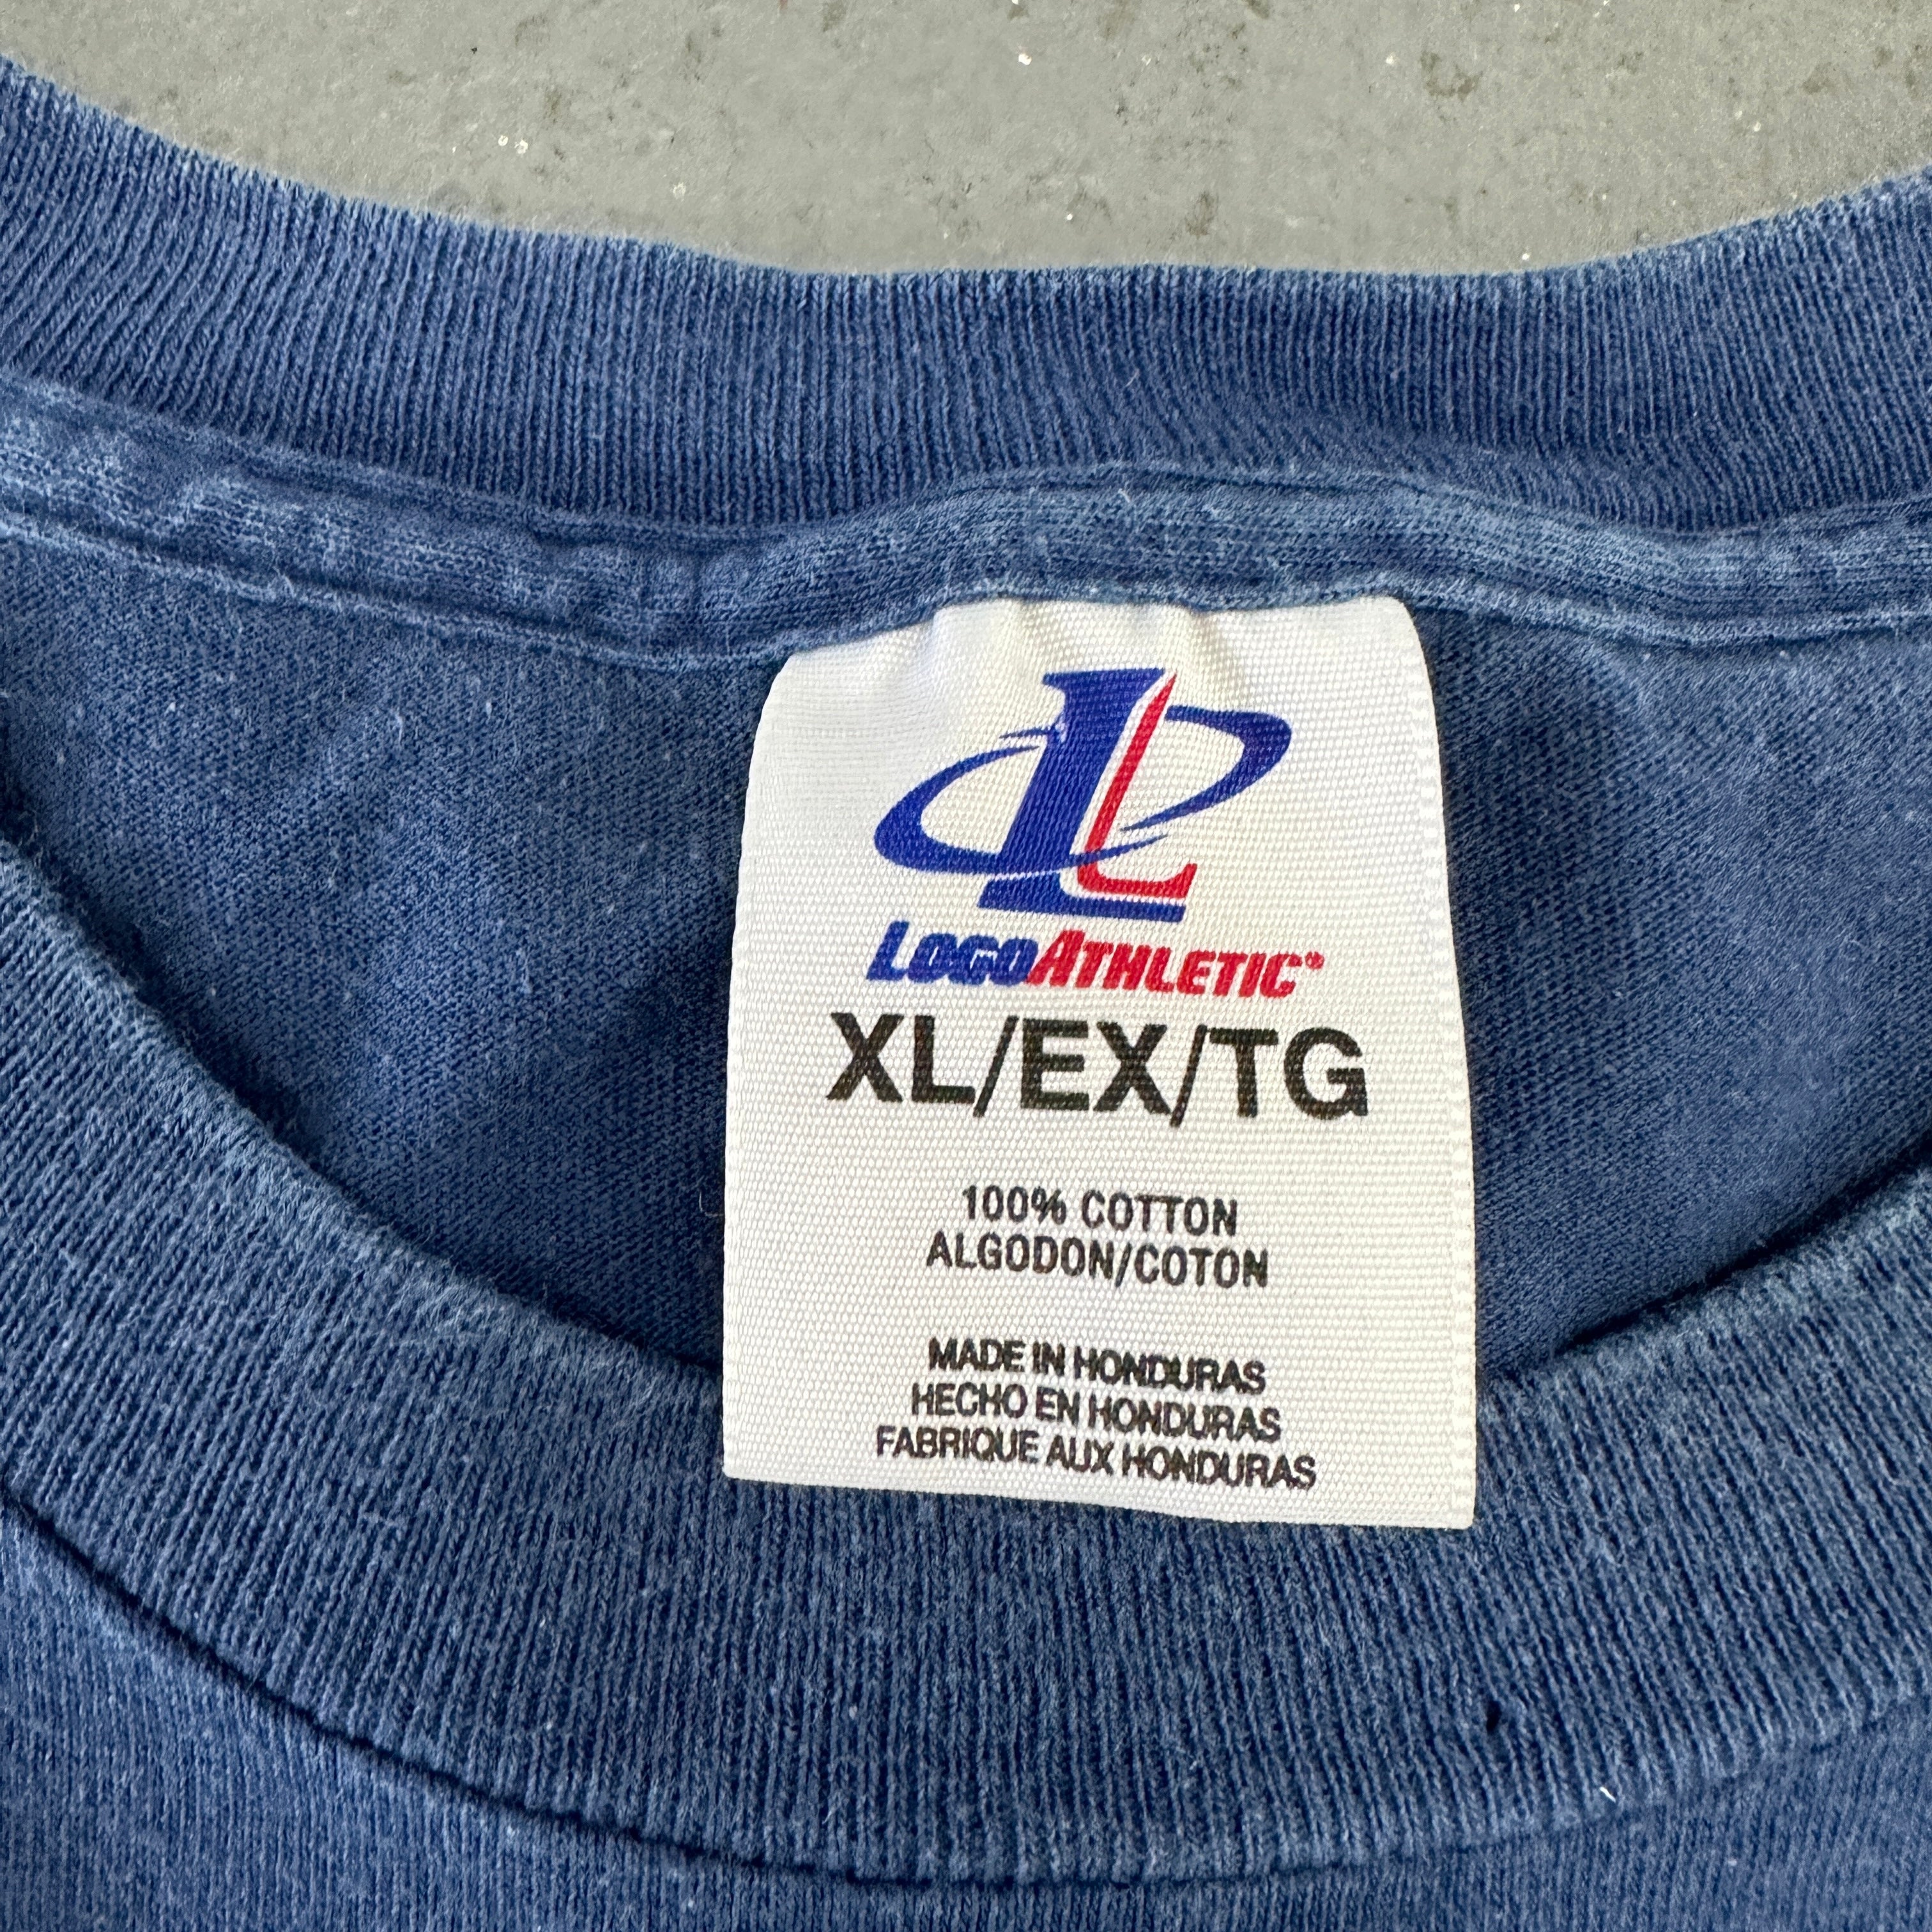 L
LOGOATHLETIC®
XL/EX/TG
100% COTTON
ALGODON/COTON
MADE IN HONDURAS
HECHO EN HONDURAS
FABRIQUE AUX HONDURAS